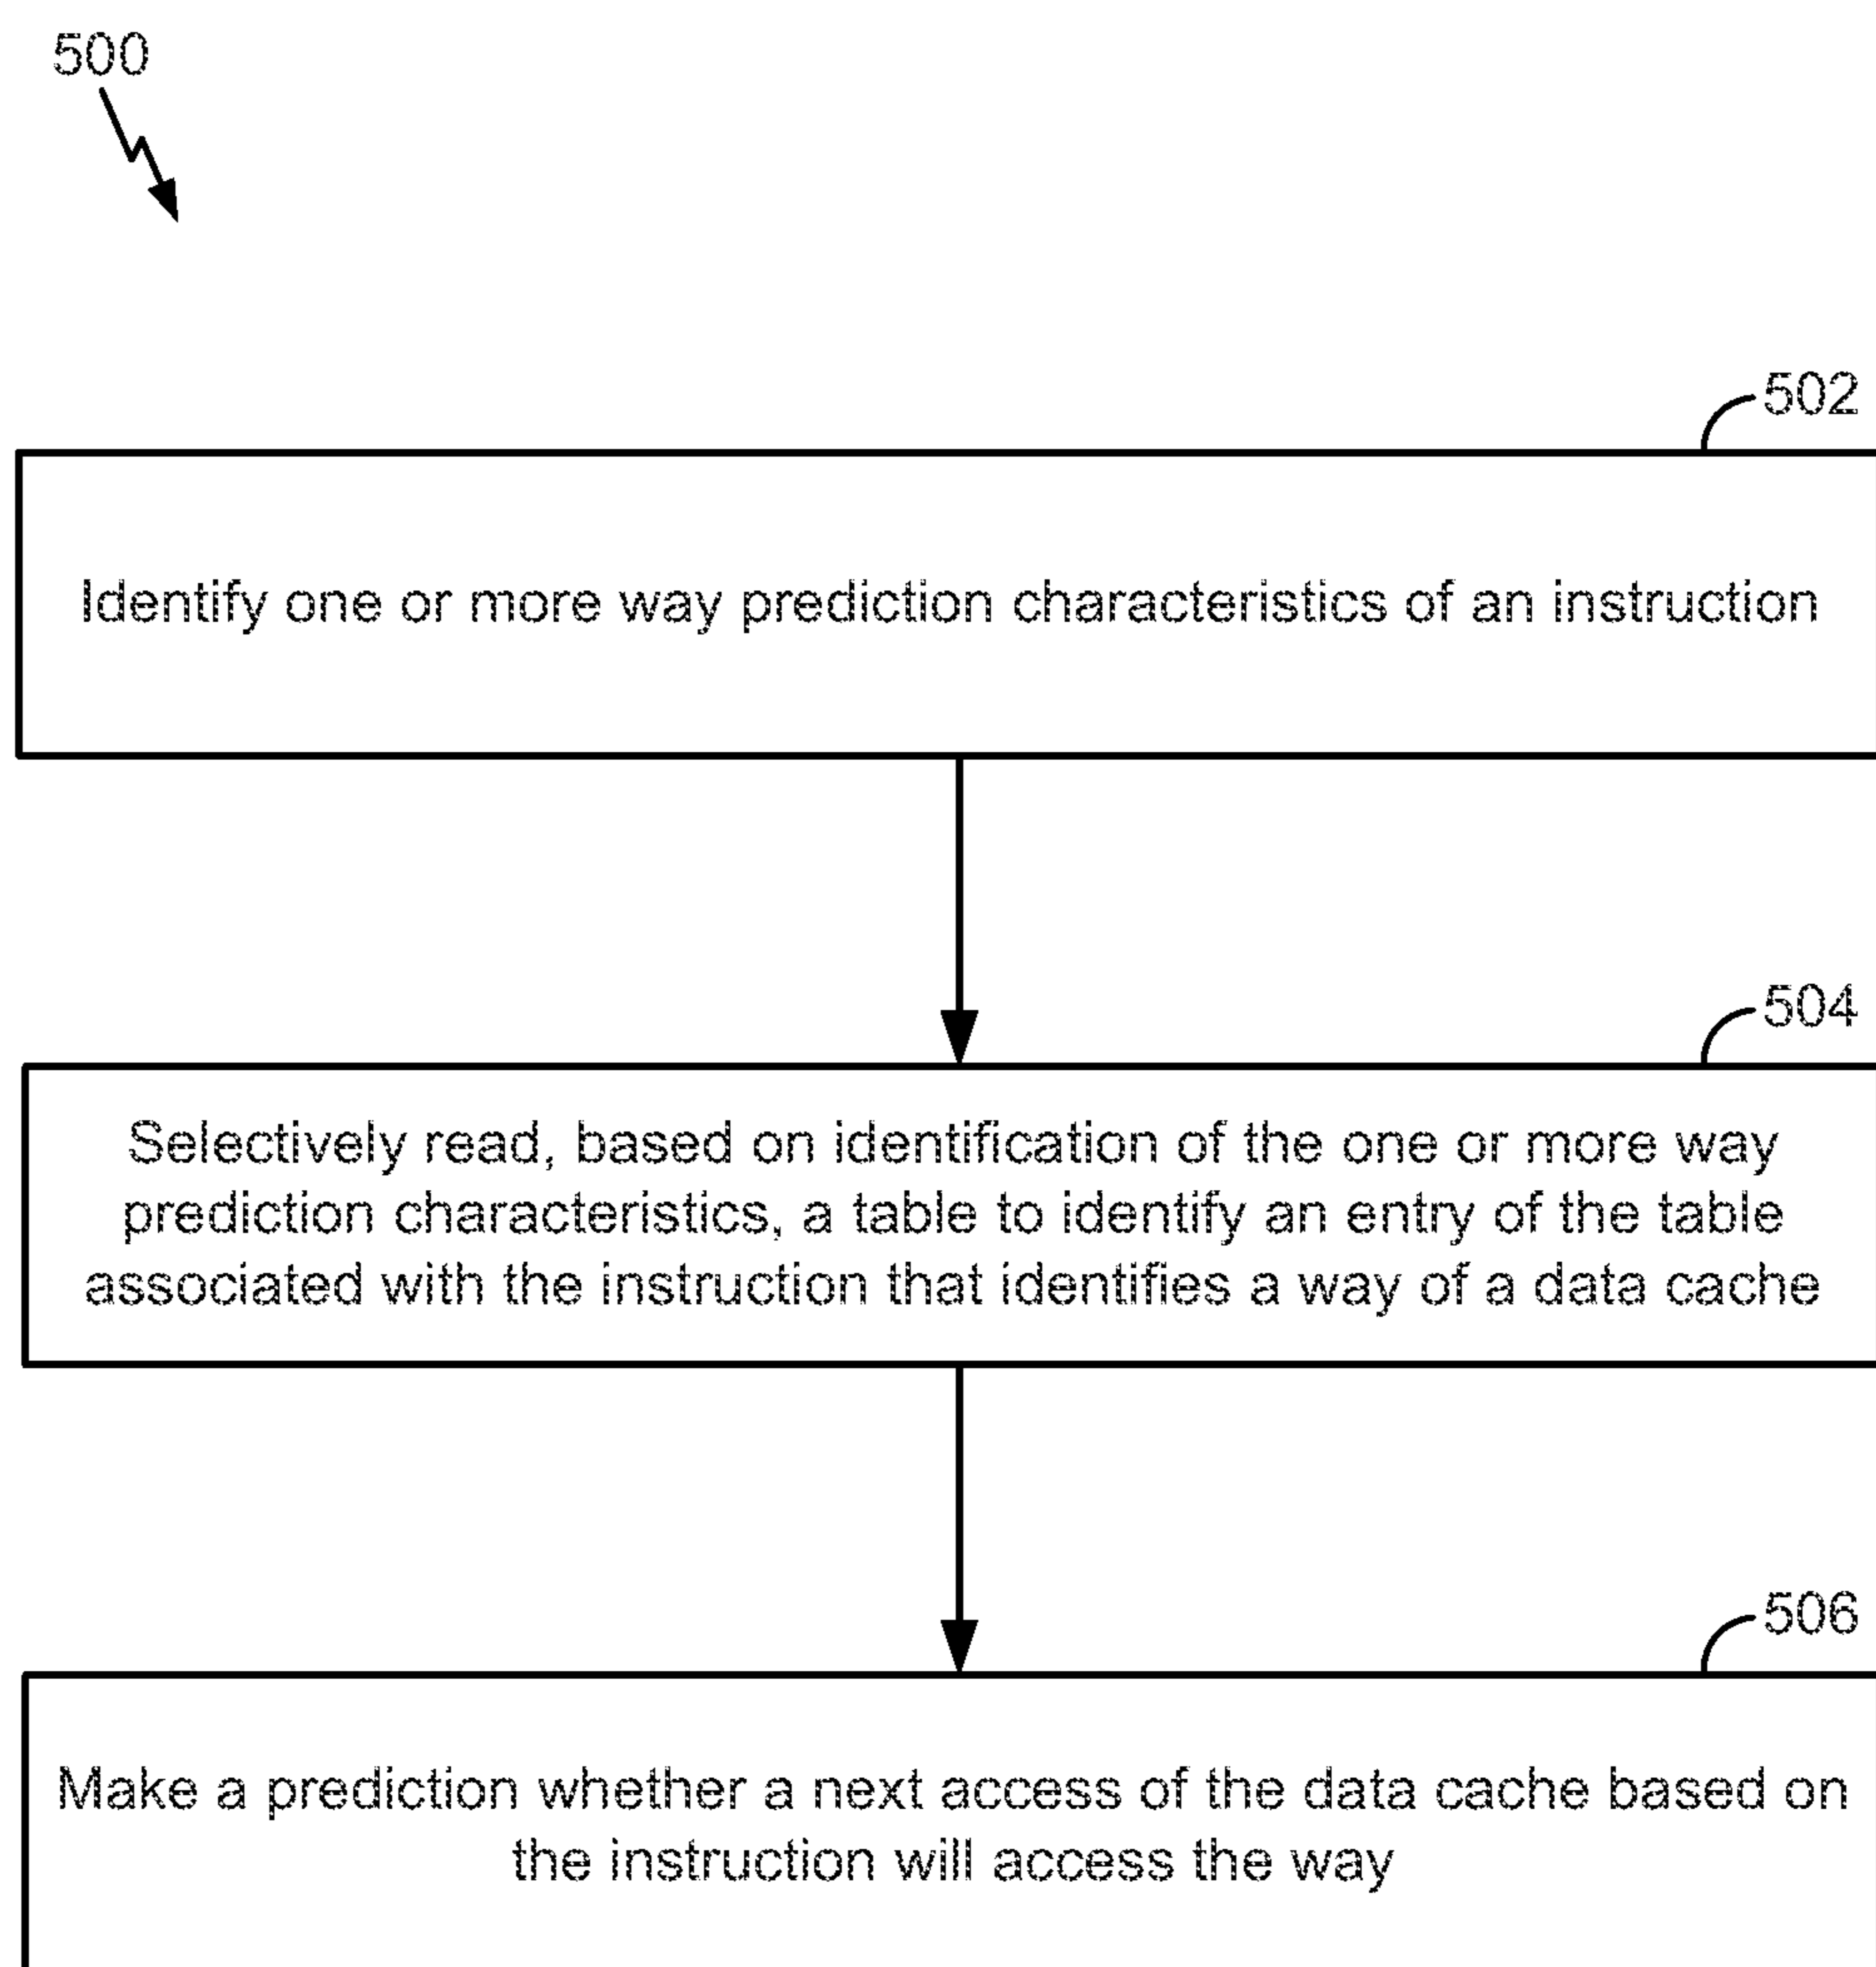 500
502
Identify one or more way prediction characteristics of an instruction
504
Selectively read, based on identification of the one or more way
prediction characteristics, a table to identify an entry of the table
associated with the instruction that identifies a way of a data cache
506
Make a prediction whether a next access of the data cache based on
the instruction will access the way